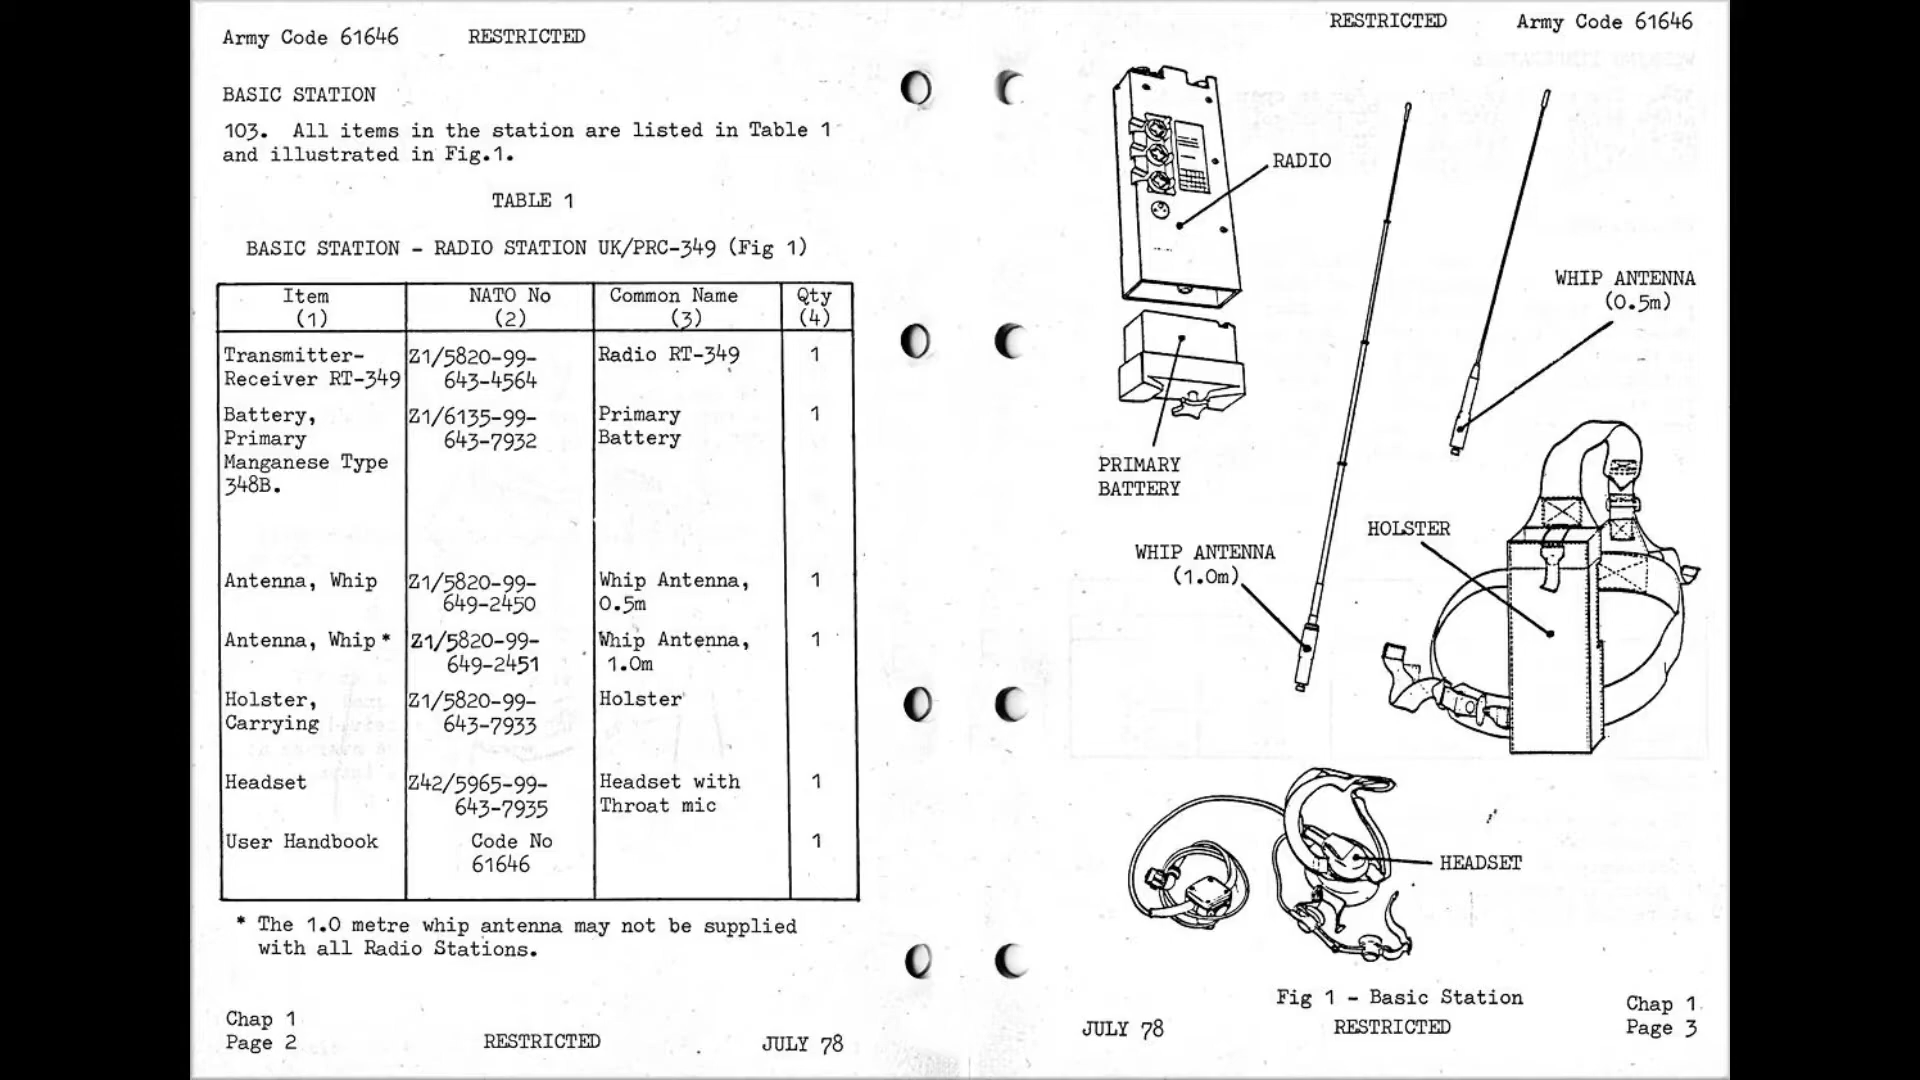 Army Code 61646 RESTRICTED
BASIC STATION
103. All items in the station are listed in Table 1
and illustrated in Fig.1.
TABLE 1
BASIC STATION - RADIO STATION UK/PRC-349 (Fig 1)
Item NATO No Common Name Qty
(1) (2) (3) (4)
Transmitter- Z1/5820-99- Radio RT-349 1
Receiver RT-349 643-4564
Battery, Z1/6135-99- Primary 1
Primary 643-7932 Battery
Manganese Type
348B.
Antenna, Whip Z1/5820-99- Whip Antenna, 1
649-2450 0.5m
Antenna, Whip * Z1/5820-99- Whip Antenna, 1
649-2451 1.0m
Holster, Z1/5820-99- Holster
Carrying 643-7933
Headset Z42/5965-99- Headset with 1
643-7935 Throat mic
User Handbook Code No 1
61646
* The 1.0 metre whip antenna may not be supplied
with all Radio Stations.
Chap 1
Page 2 RESTRICTED JULY 78
RESTRICTED Army Code 61646
RADIO
WHIP ANTENNA
(0.5m)
PRIMARY
BATTERY
HOLSTER
WHIP ANTENNA
(1.0m)
HEADSET
Fig 1 - Basic Station
Chap 1
JULY 78 RESTRICTED Page 3